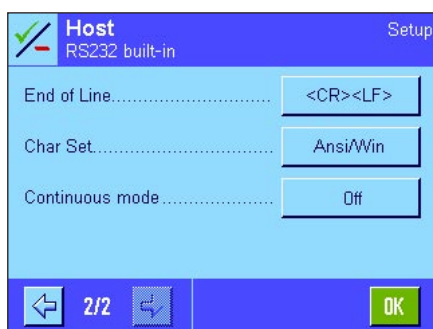 Host
Setup
RS232 built-in
End of Line............................ <CR><LF>
Char Set............................... Ansi/Win
Continuous mode..................... Off
2/2
OK